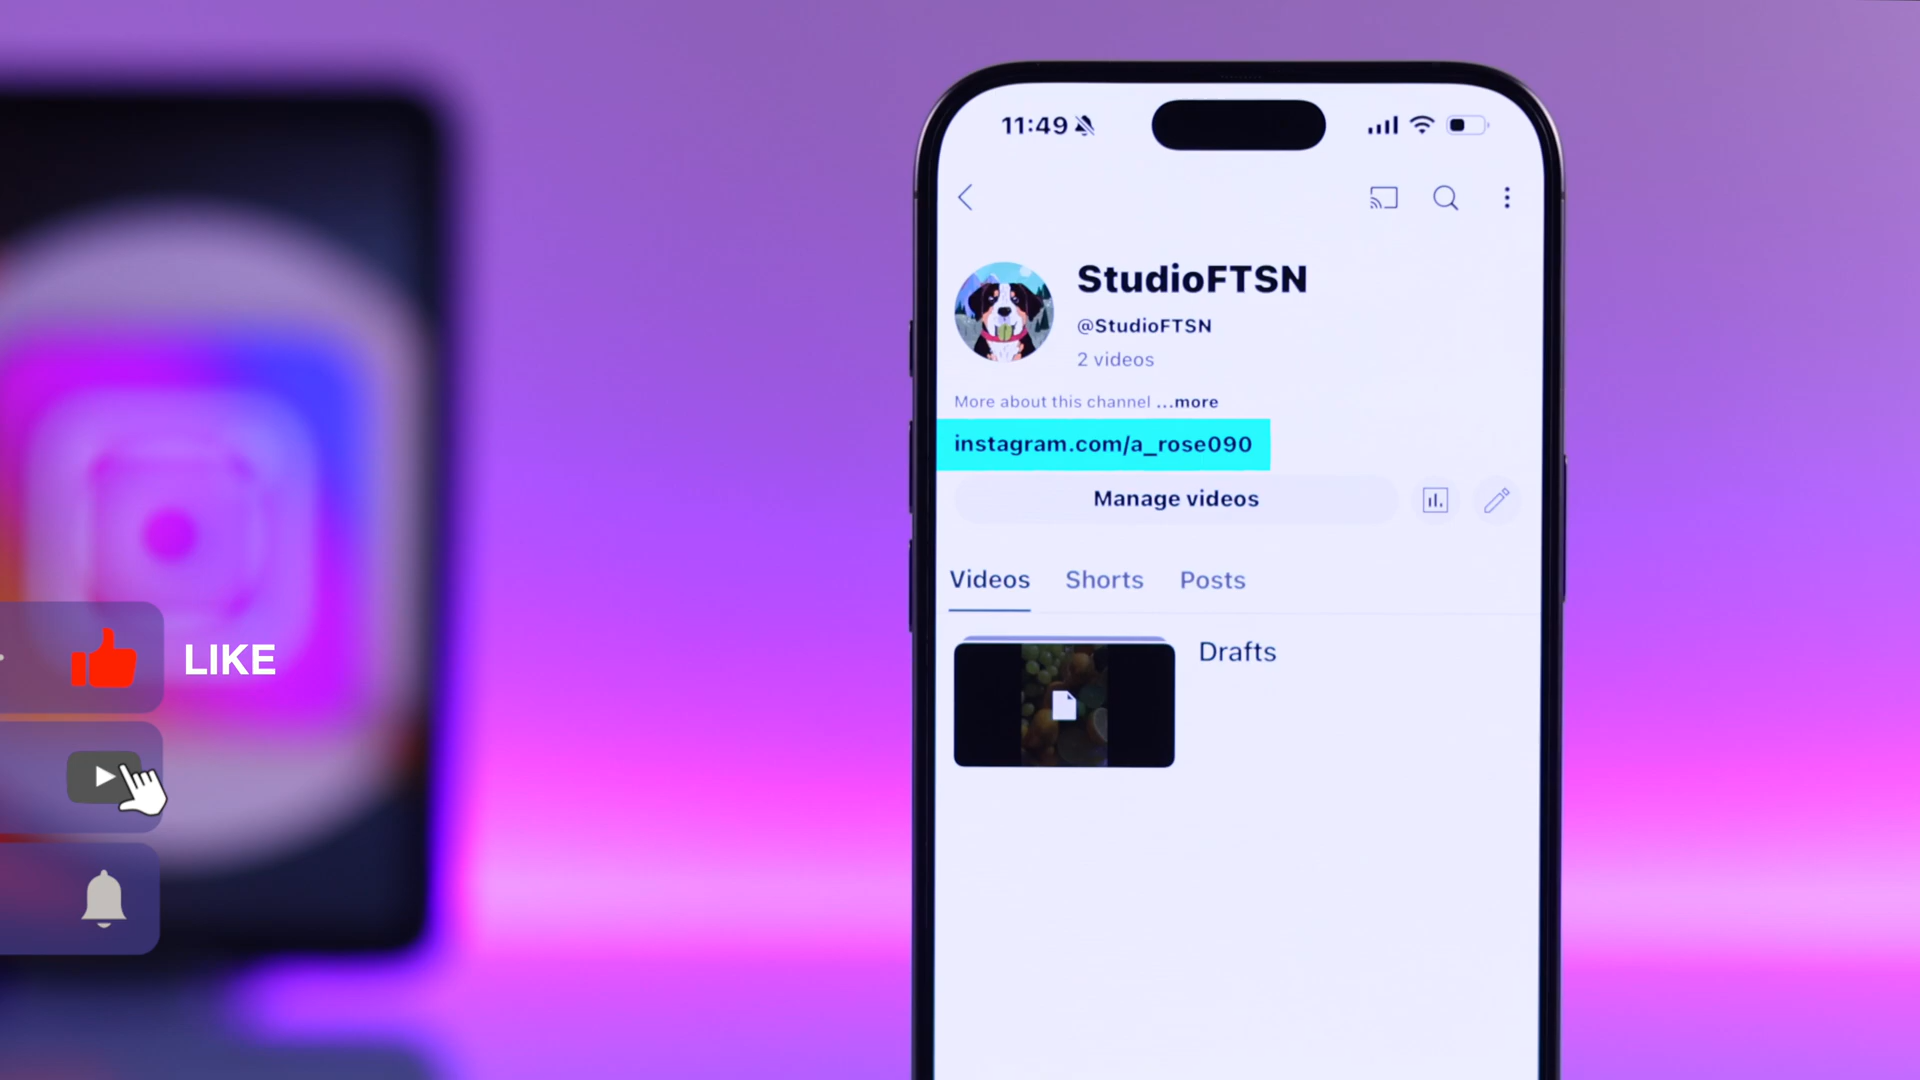 11:49
StudioFTSN
@StudioFTSN
2 videos
More about this channel ...more
instagram.com/a_rose090
Manage videos
Videos Shorts Posts
Drafts
LIKE